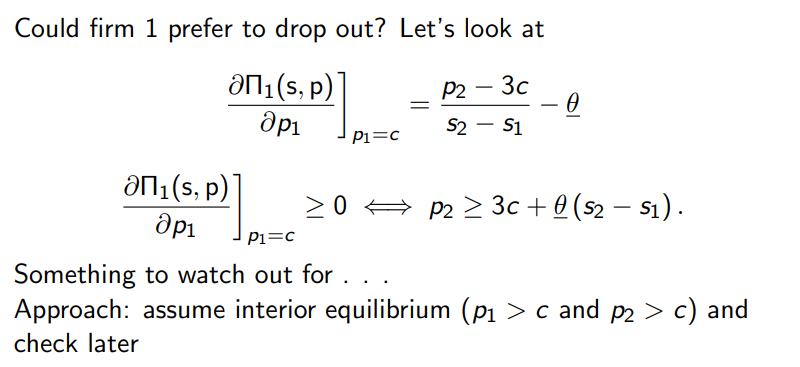 Could firm 1 prefer to drop out? Let's look at
∂Π₁(s, p)/∂p₁ ]_{p₁=c} = (p₂ − 3c)/(s₂ − s₁) − θ̲
∂Π₁(s, p)/∂p₁ ]_{p₁=c} ≥ 0 ⟺ p₂ ≥ 3c + θ̲ (s₂ − s₁) .
Something to watch out for . . .
Approach: assume interior equilibrium (p₁ > c and p₂ > c) and
check later